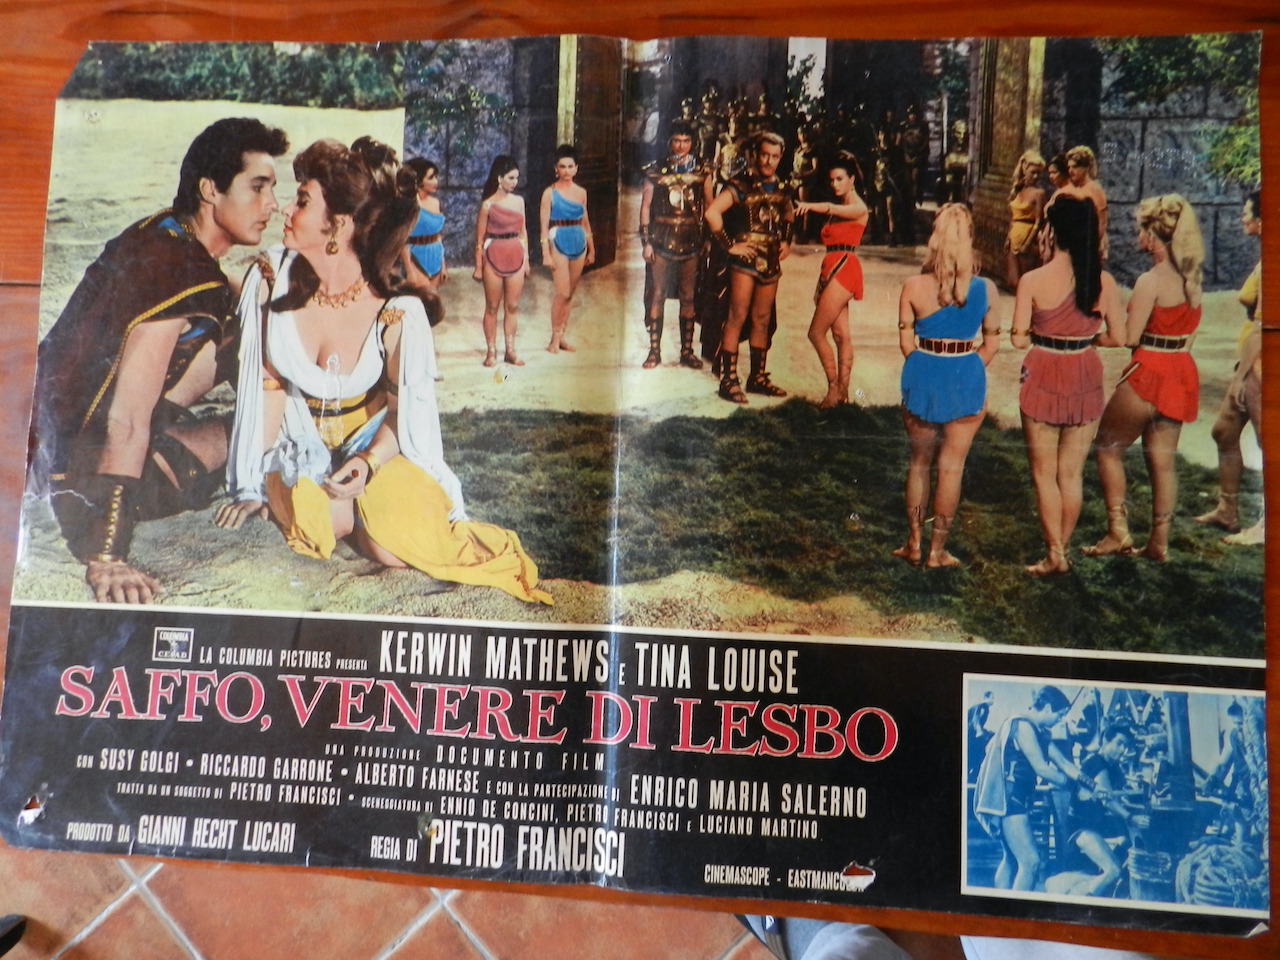 COLUMBIA
C.E.I.A.D.
LA COLUMBIA PICTURES PRESENTA KERWIN MATHEWS E TINA LOUISE
SAFFO, VENERE DI LESBO
UNA PRODUZIONE DOCUMENTO FILM
CON SUSY GOLGI • RICCARDO GARRONE • ALBERTO FARNESE E CON LA PARTECIPAZIONE DI ENRICO MARIA SALERNO
TRATTA DA UN SOGGETTO DI PIETRO FRANCISCI • SCENEGGIATURA DI ENNIO DE CONCINI, PIETRO FRANCISCI E LUCIANO MARTINO
PRODOTTO DA GIANNI HECHT LUCARI REGIA DI PIETRO FRANCISCI
CINEMASCOPE - EASTMANCO